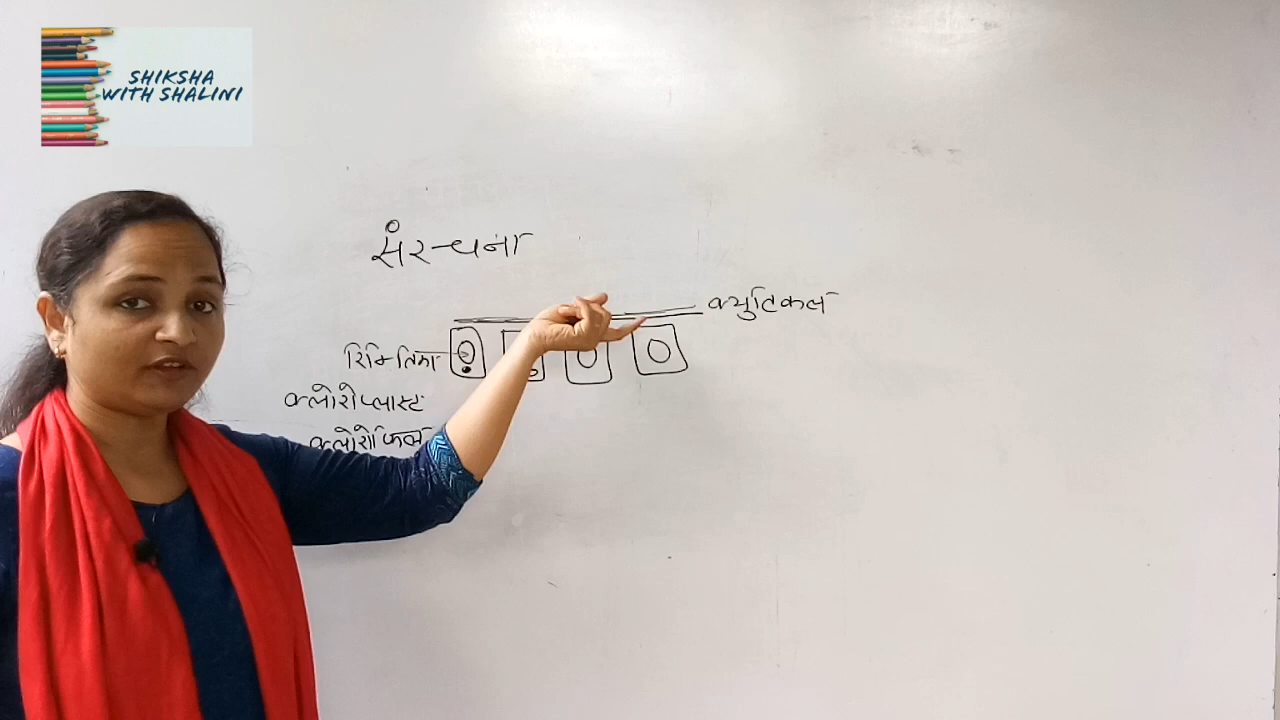 SHIKSHA
WITH SHALINI
संरचना
क्युटिकल
रिक्तिका
क्लोरोप्लास्ट
क्लोरोफिल